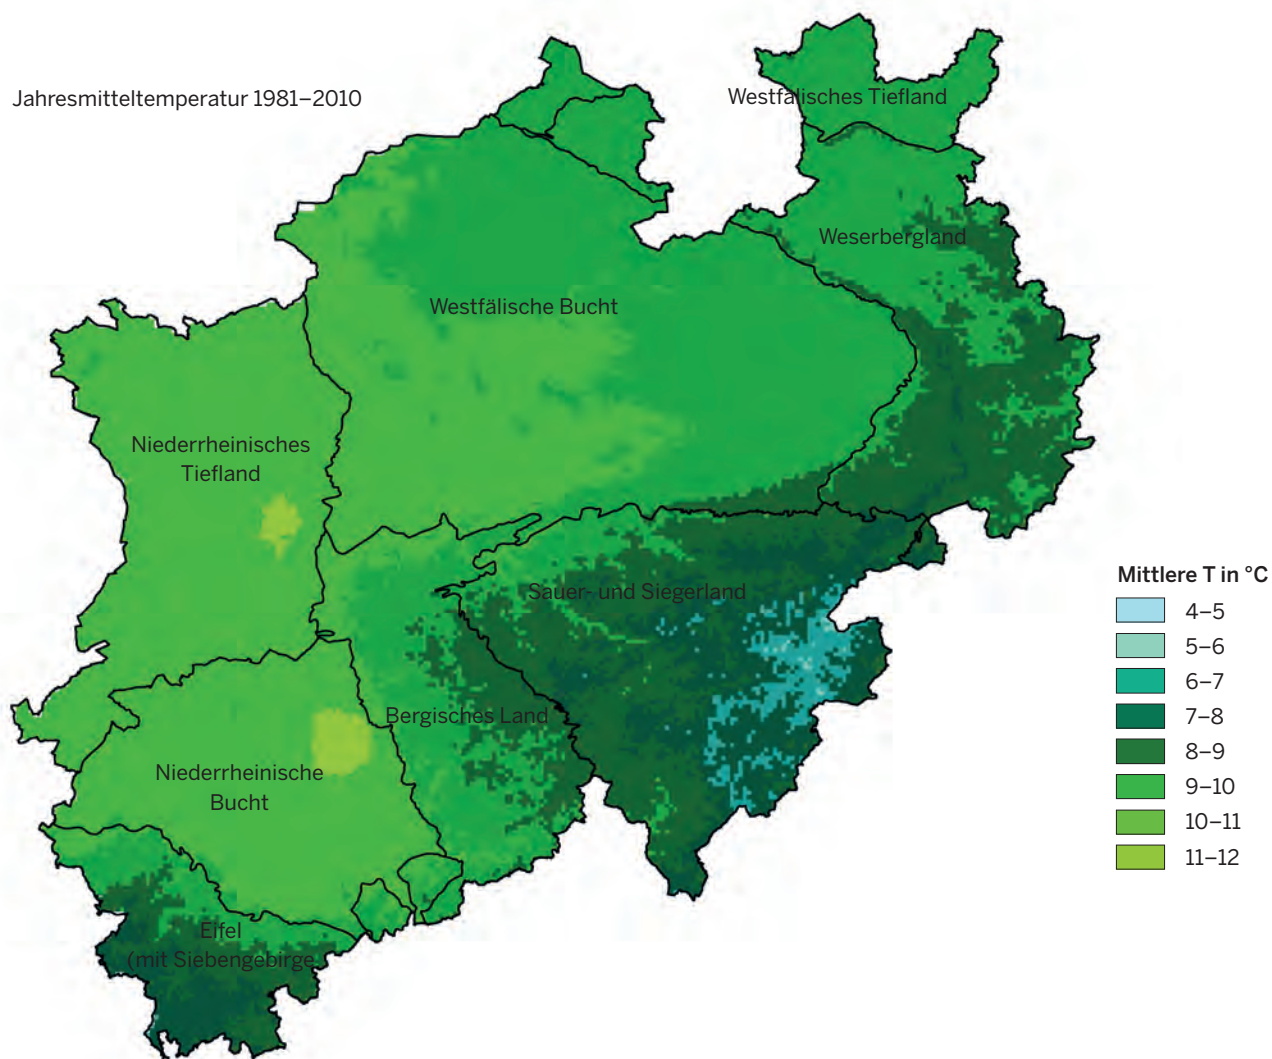 Jahresmitteltemperatur 1981–2010
Westfälisches Tiefland
Weserbergland
Westfälische Bucht
Niederrheinisches
Tiefland
Sauer- und Siegerland
Bergisches Land
Niederrheinische
Bucht
Eifel
(mit Siebengebirge
Mittlere T in °C
4–5
5–6
6–7
7–8
8–9
9–10
10–11
11–12